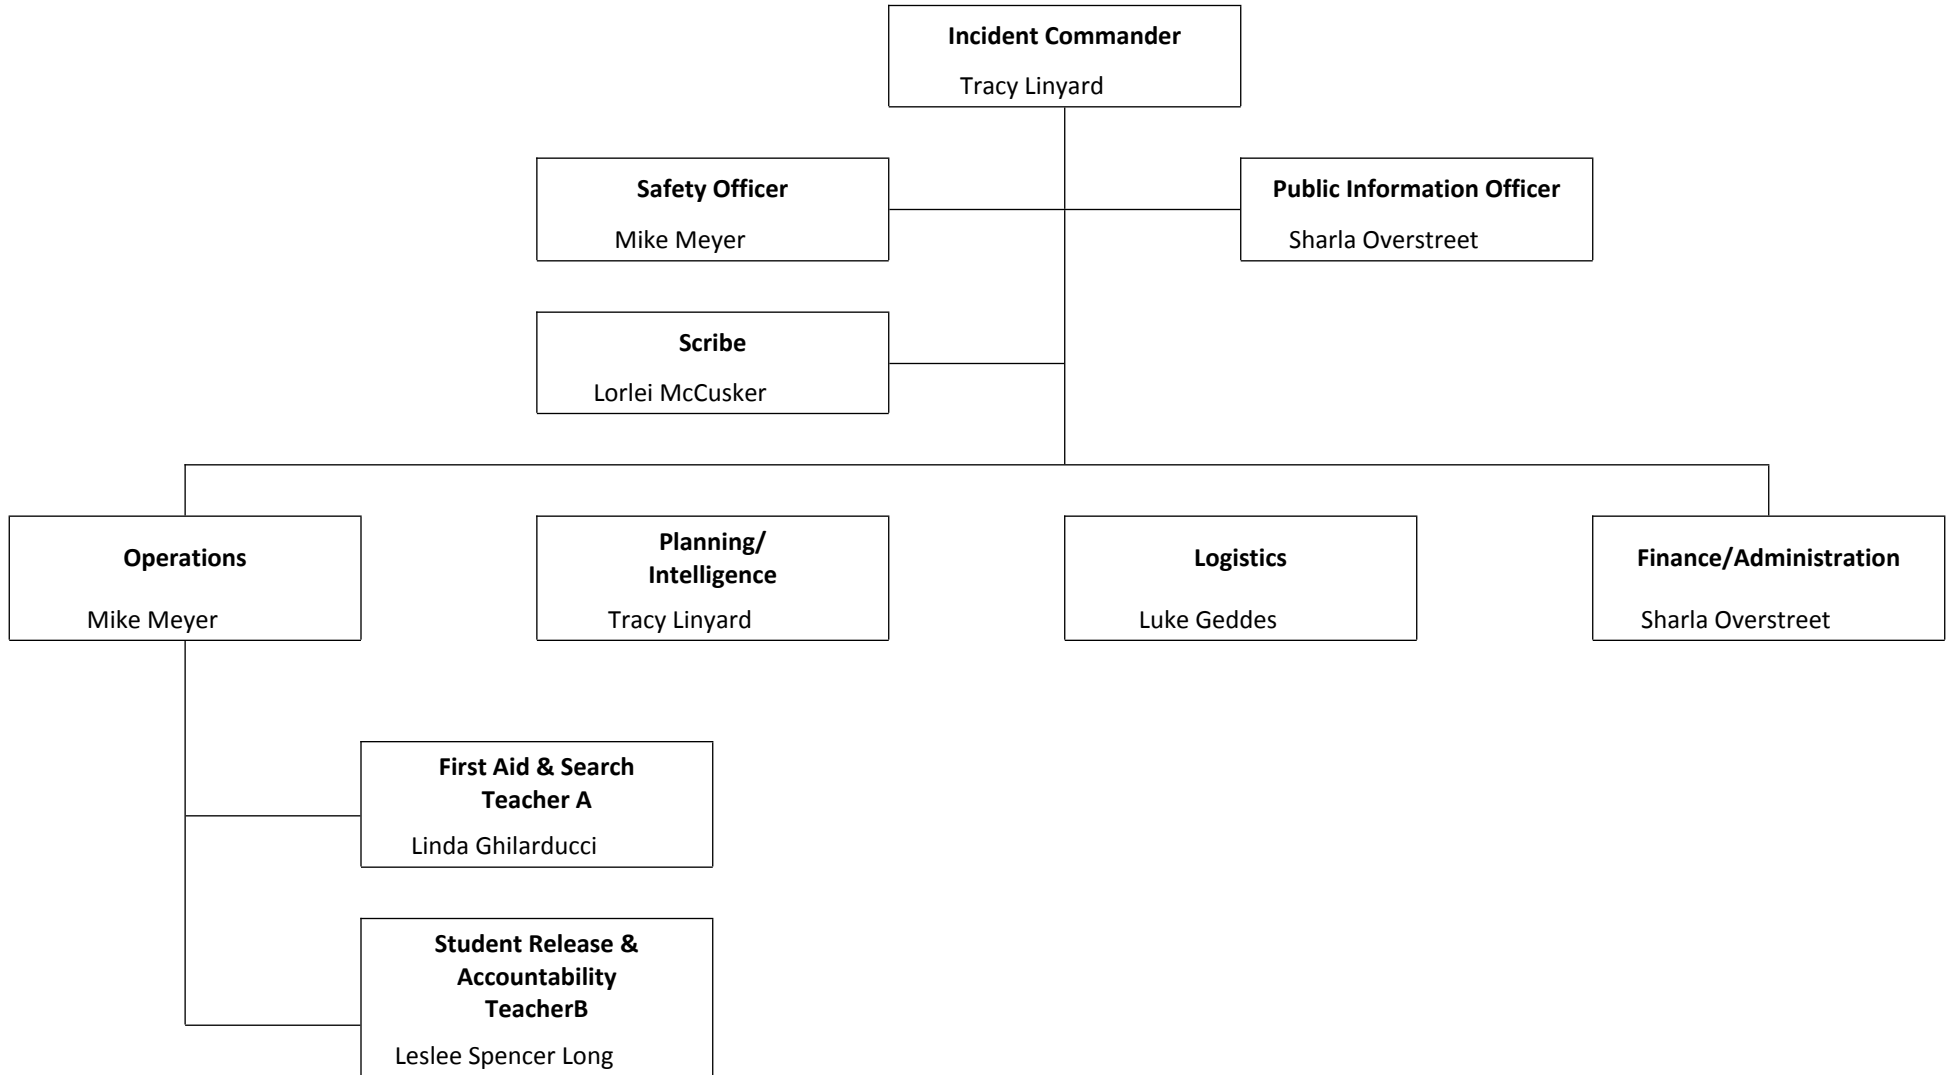 Incident Commander
Tracy Linyard
Safety Officer
Mike Meyer
Public Information Officer
Sharla Overstreet
Scribe
Lorlei McCusker
Operations
Mike Meyer
Planning/
Intelligence
Tracy Linyard
Logistics
Luke Geddes
Finance/Administration
Sharla Overstreet
First Aid & Search
Teacher A
Linda Ghilarducci
Student Release &
Accountability
TeacherB
Leslee Spencer Long